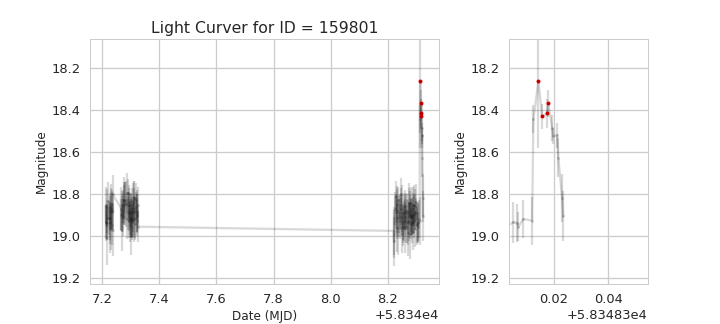 Light Curver for ID = 159801
Magnitude
18.2
18.4
18.6
18.8
19.0
19.2
7.2 7.4 7.6 7.8 8.0 8.2
Date (MJD)
+5.834e4
Magnitude
18.2
18.4
18.6
18.8
19.0
19.2
0.02 0.04
+5.83483e4